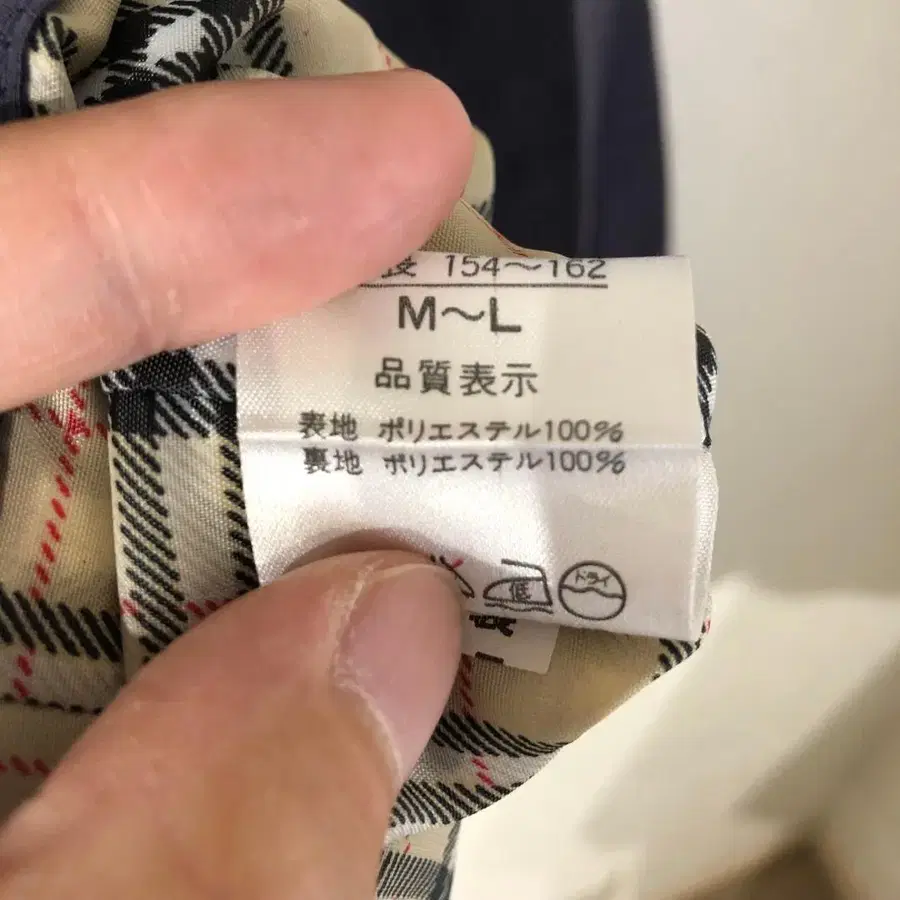 長 154〜162
M〜L
品質表示
表地 ポリエステル100%
裏地 ポリエステル100%
低 ドライ